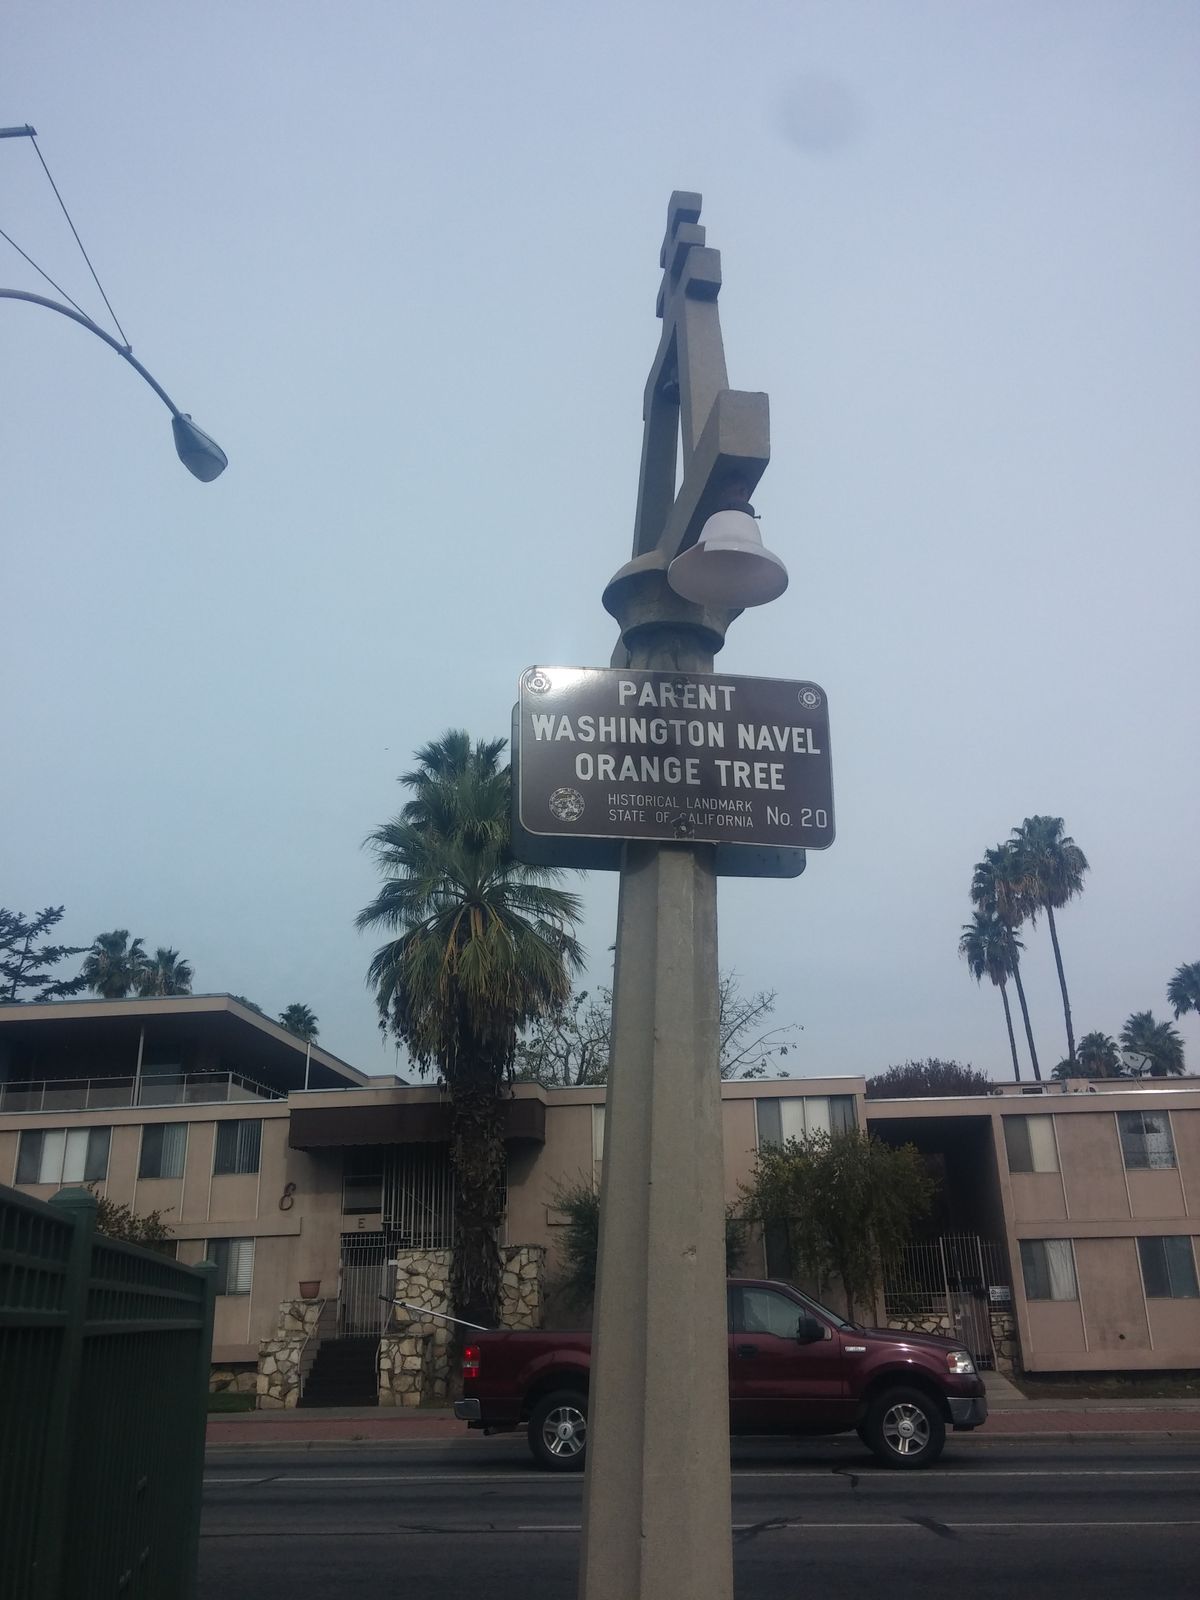 PARENT
WASHINGTON NAVEL
ORANGE TREE
HISTORICAL LANDMARK
STATE OF CALIFORNIA No. 20
E